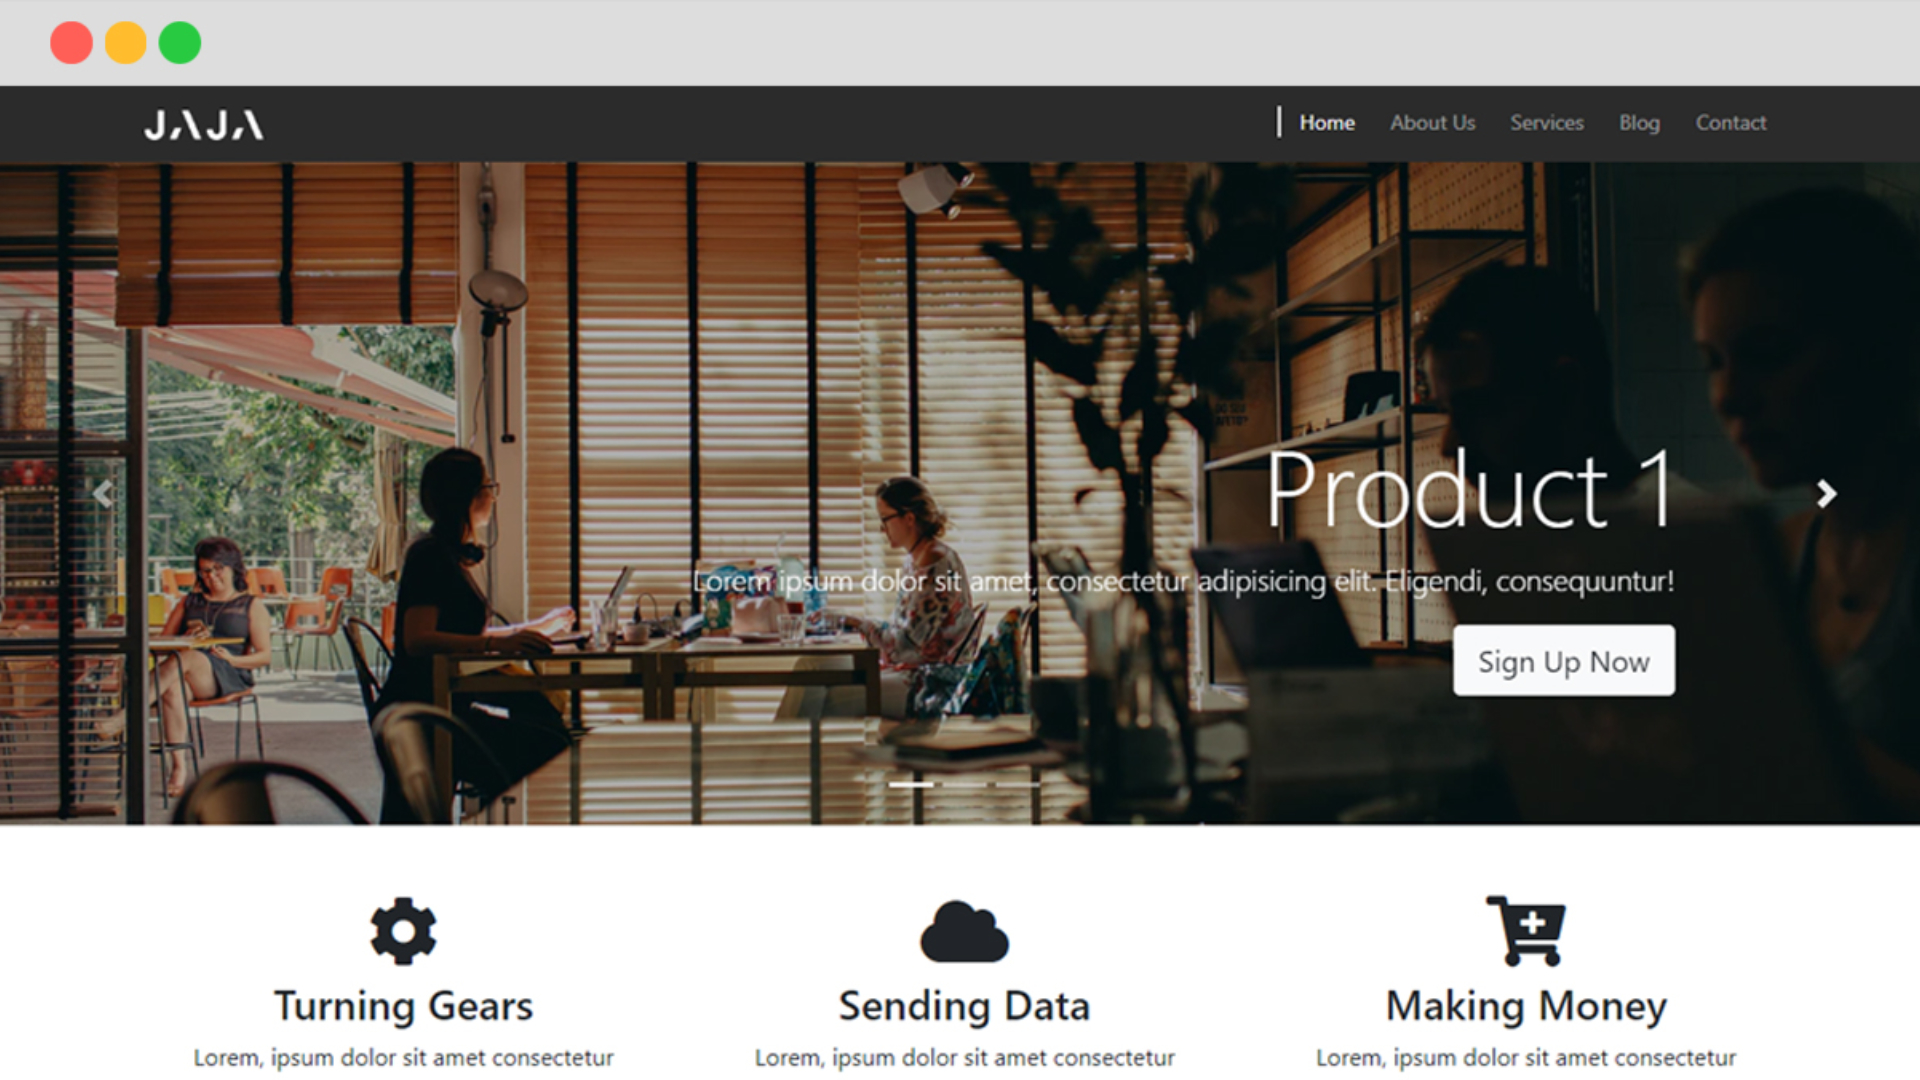 JAJA
Home About Us Services Blog Contact
Product 1
Lorem ipsum dolor sit amet, consectetur adipisicing elit. Eligendi, consequuntur!
Sign Up Now
Turning Gears Sending Data Making Money
Lorem, ipsum dolor sit amet consectetur Lorem, ipsum dolor sit amet consectetur Lorem, ipsum dolor sit amet consectetur